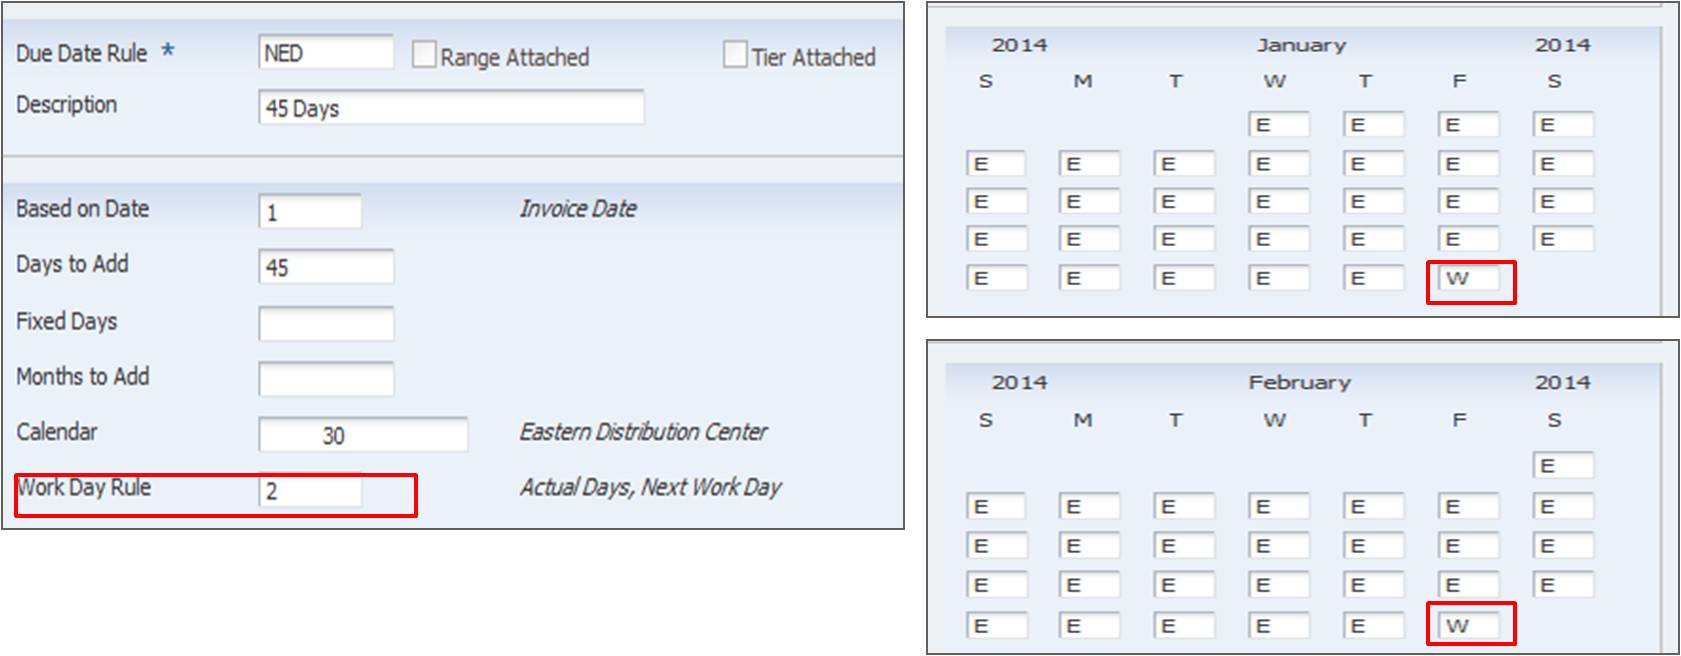 Due Date Rule * NED Range Attached Tier Attached
Description 45 Days
Based on Date 1 Invoice Date
Days to Add 45
Fixed Days
Months to Add
Calendar 30 Eastern Distribution Center
Work Day Rule 2 Actual Days, Next Work Day
2014 January 2014
S M T W T F S
E E E E
E E E E E E E
E E E E E E E
E E E E E E E
E E E E E W
2014 February 2014
S M T W T F S
E
E E E E E E E
E E E E E E E
E E E E E E E
E E E E E W